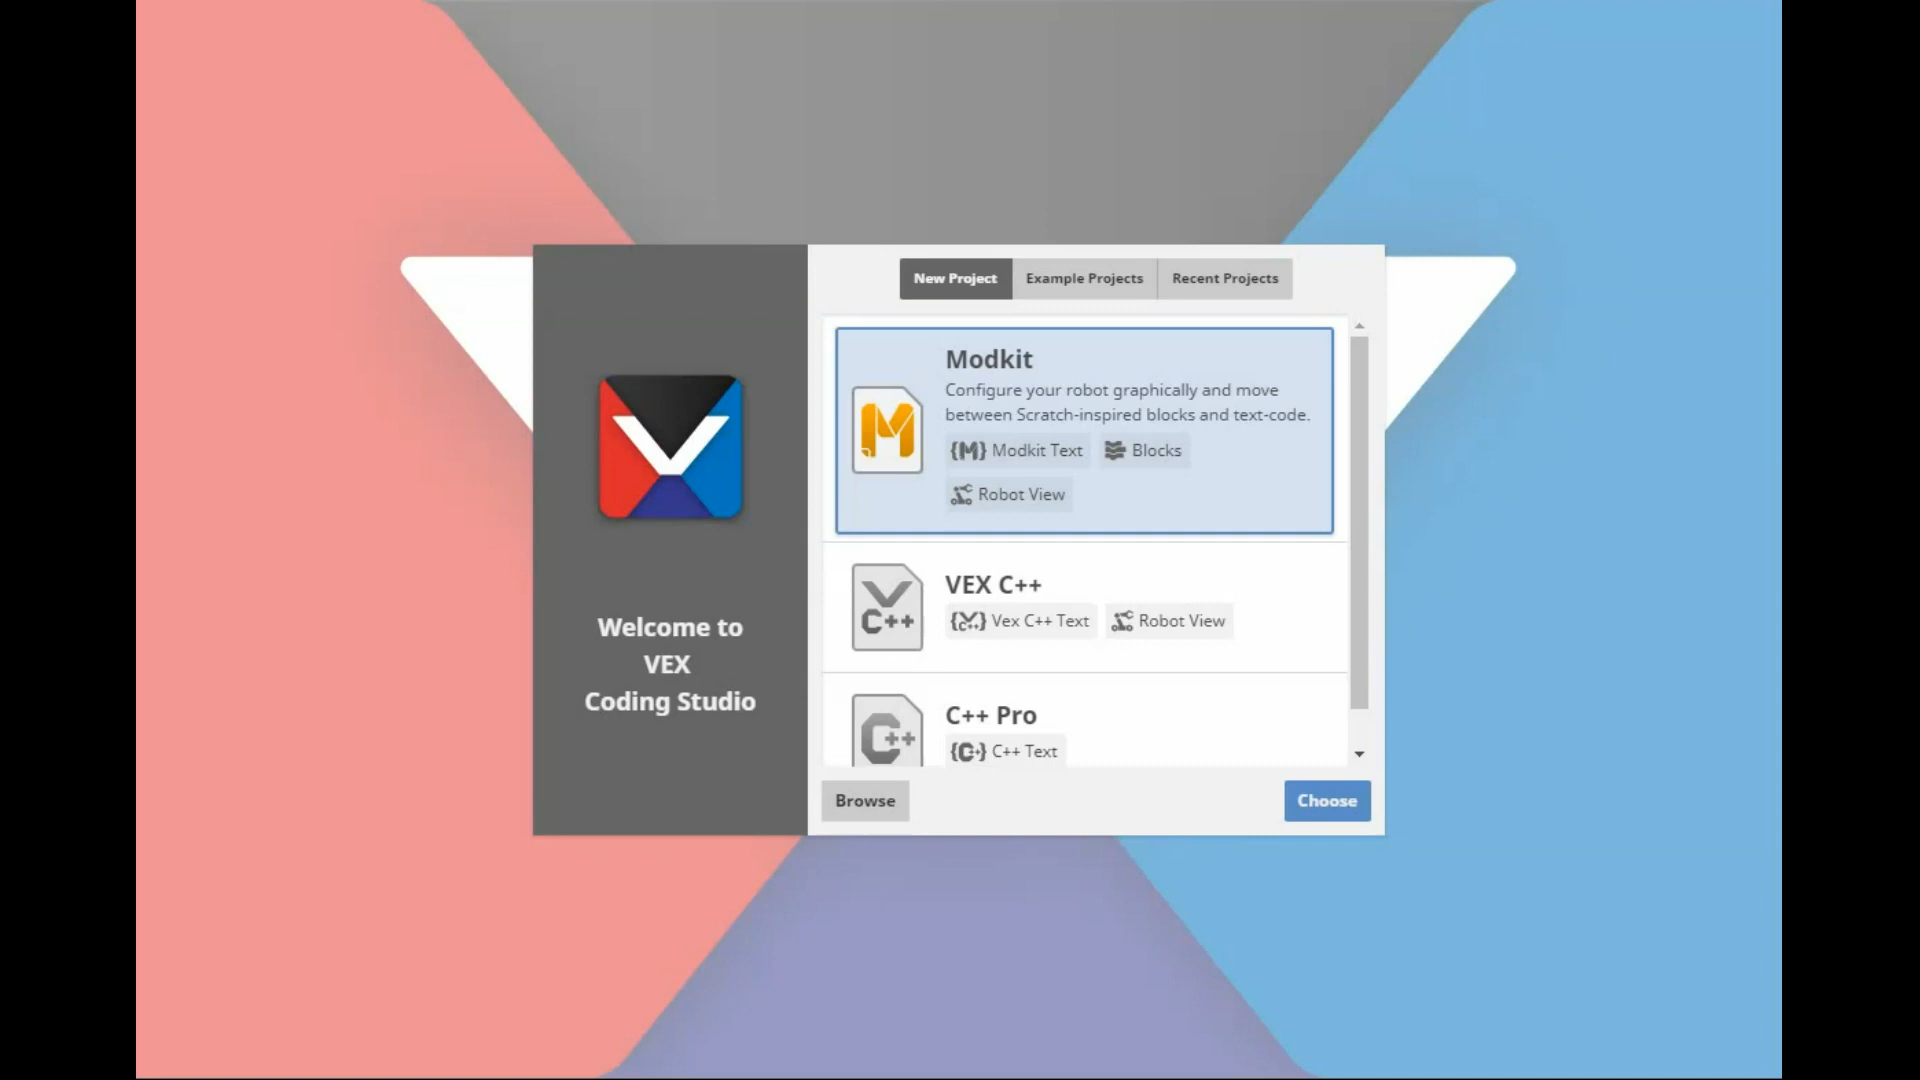 Welcome to
VEX
Coding Studio
New Project
Example Projects
Recent Projects
M
Modkit
Configure your robot graphically and move
between Scratch-inspired blocks and text-code.
{M} Modkit Text
Blocks
Robot View
V
C++
VEX C++
Vex C++ Text
Robot View
C++
C++ Pro
{C++} C++ Text
Browse
Choose